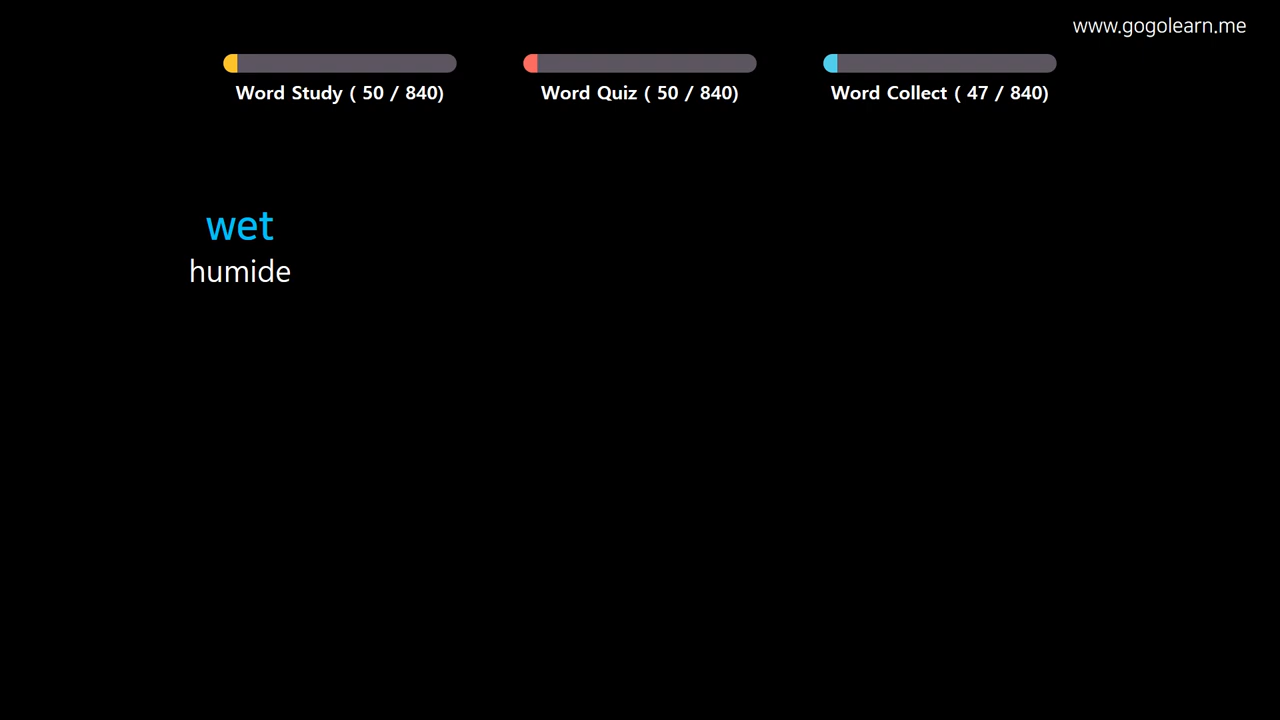 www.gogolearn.me
Word Study ( 50 / 840)
Word Quiz ( 50 / 840)
Word Collect ( 47 / 840)
wet
humide